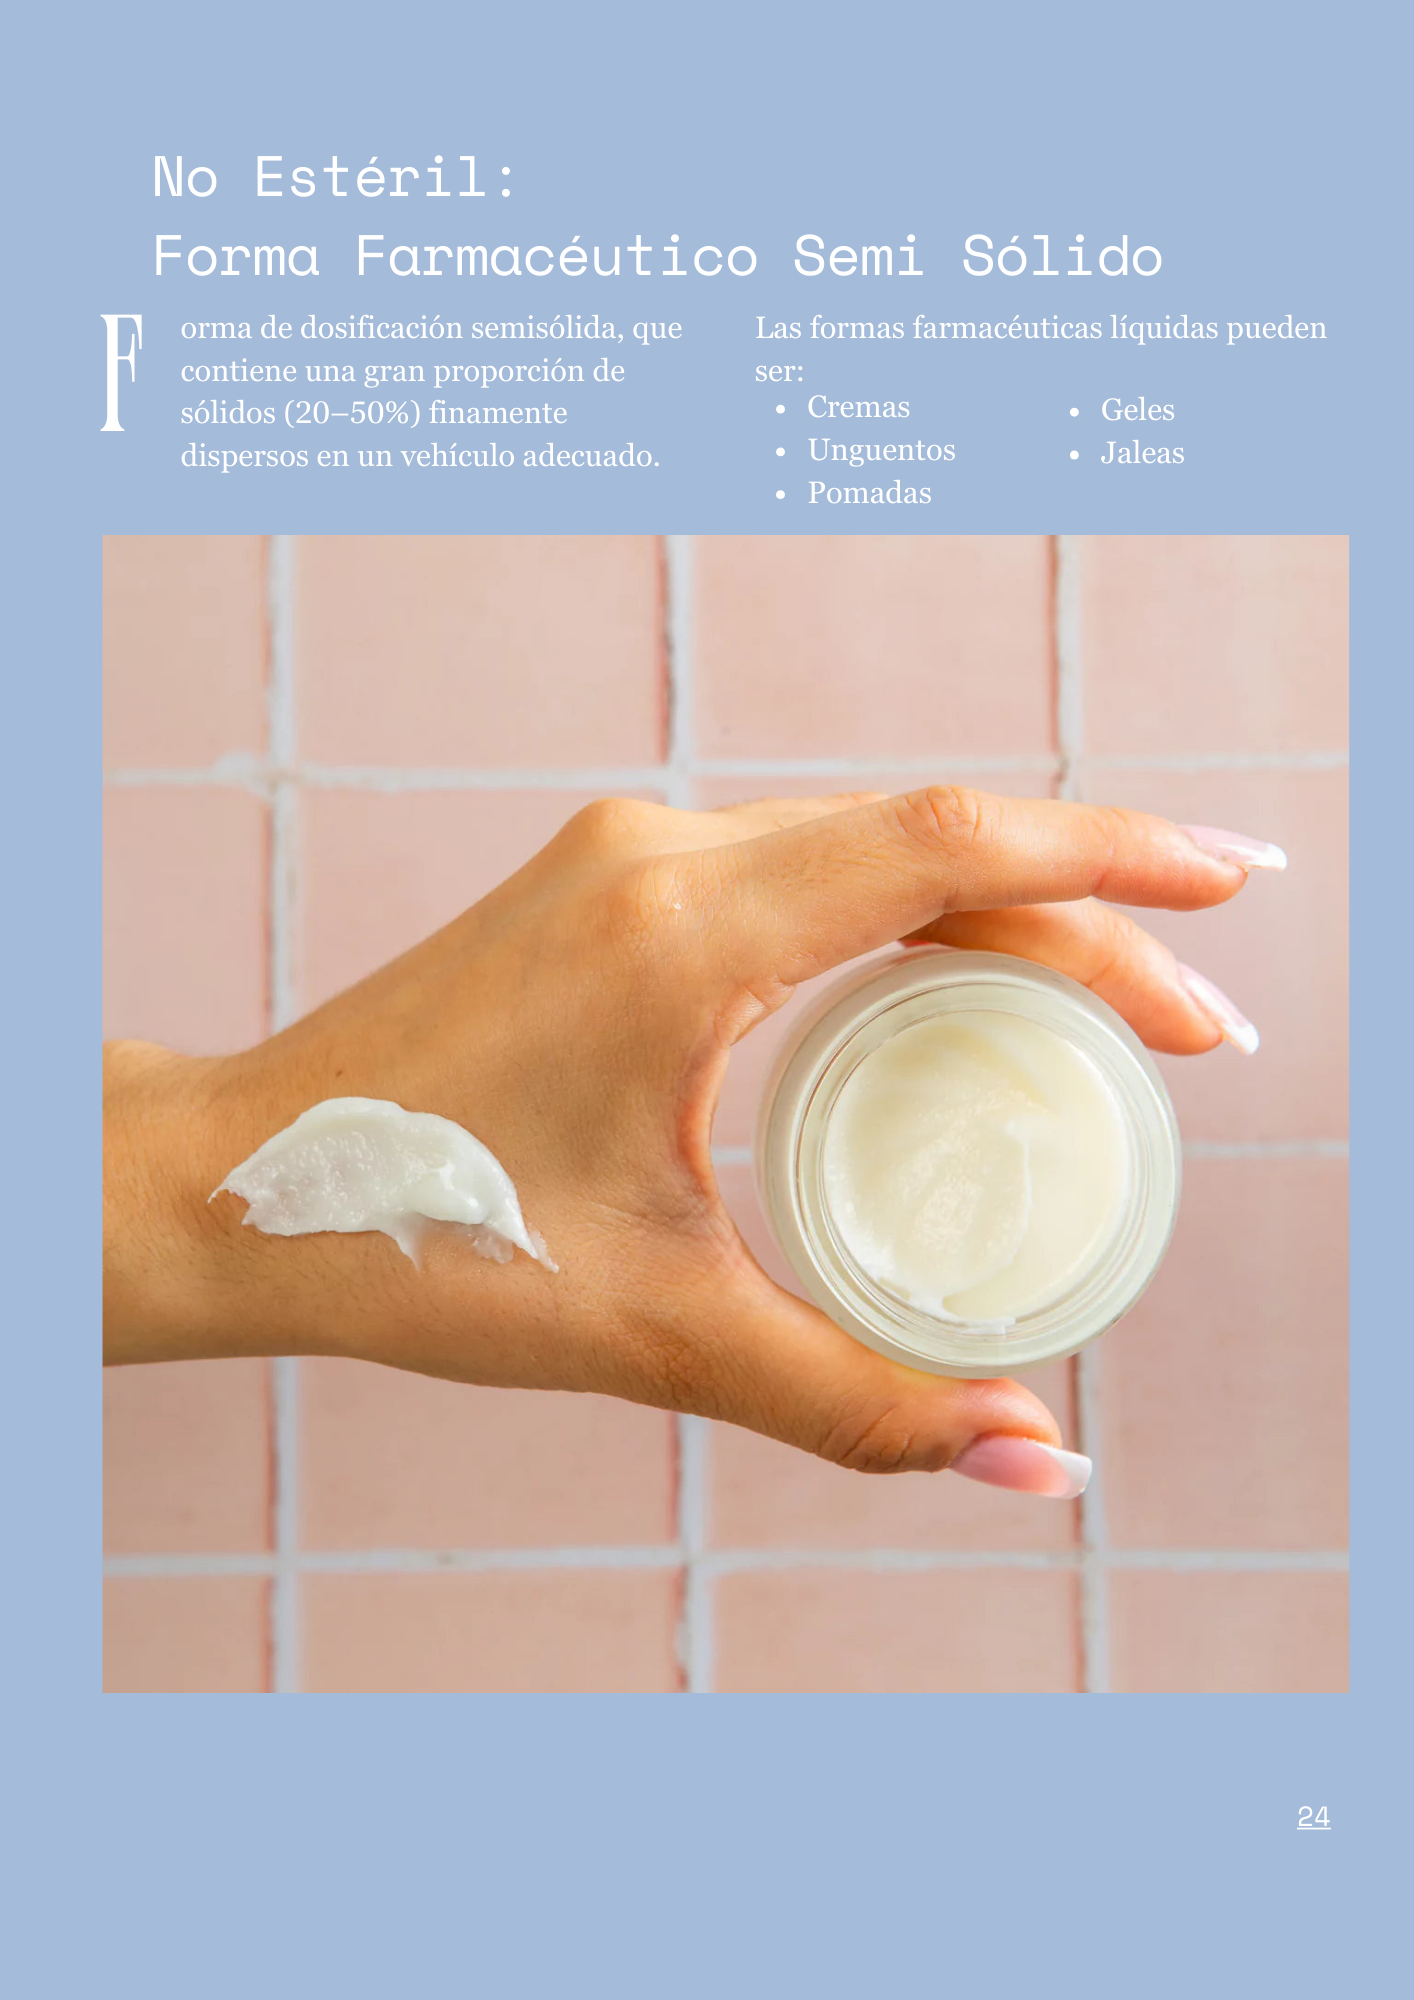 No Estéril:
Forma Farmacéutico Semi Sólido
Forma de dosificación semisólida, que
contiene una gran proporción de
sólidos (20–50%) finamente
dispersos en un vehículo adecuado.
Las formas farmacéuticas líquidas pueden
ser:
• Cremas
• Unguentos
• Pomadas
• Geles
• Jaleas
24